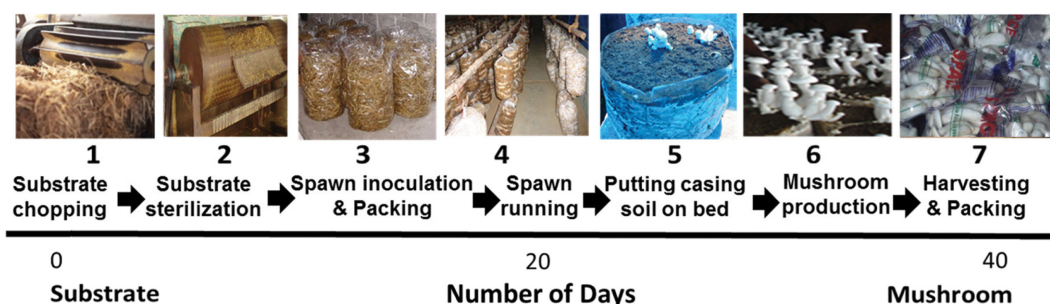 1 2 3 4 5 6 7
Substrate chopping
Substrate sterilization
Spawn inoculation & Packing
Spawn running
Putting casing soil on bed
Mushroom production
Harvesting & Packing
0 20 40
Substrate Number of Days Mushroom